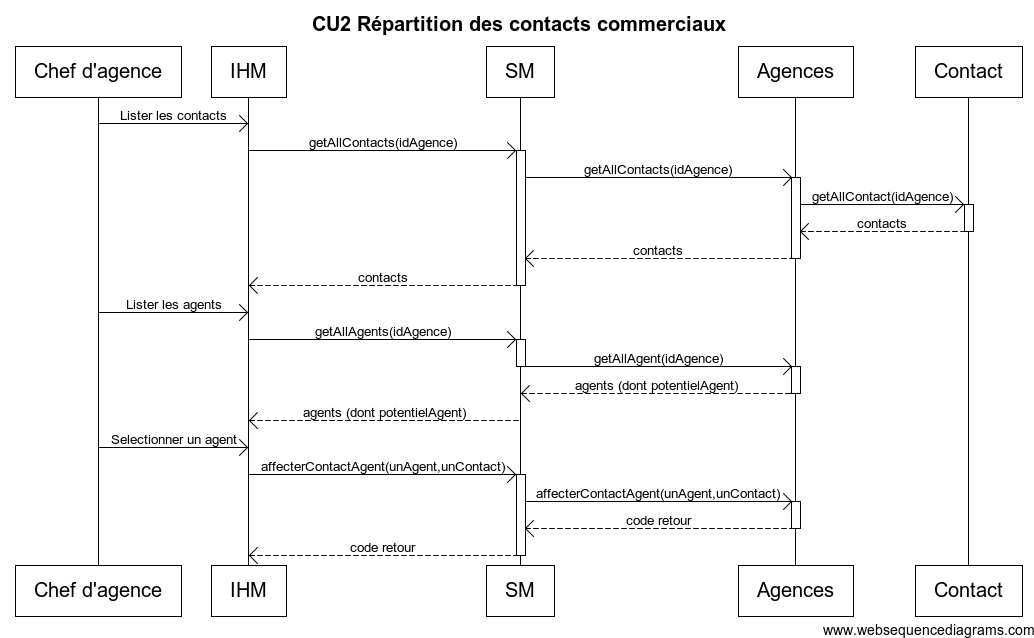 CU2 Répartition des contacts commerciaux
Chef d'agence IHM SM Agences Contact
Lister les contacts
getAllContacts(idAgence)
getAllContacts(idAgence)
getAllContact(idAgence)
contacts
contacts
contacts
Lister les agents
getAllAgents(idAgence)
getAllAgent(idAgence)
agents (dont potentielAgent)
agents (dont potentielAgent)
Selectionner un agent
affecterContactAgent(unAgent,unContact)
affecterContactAgent(unAgent,unContact)
code retour
code retour
Chef d'agence IHM SM Agences Contact
www.websequencediagrams.com